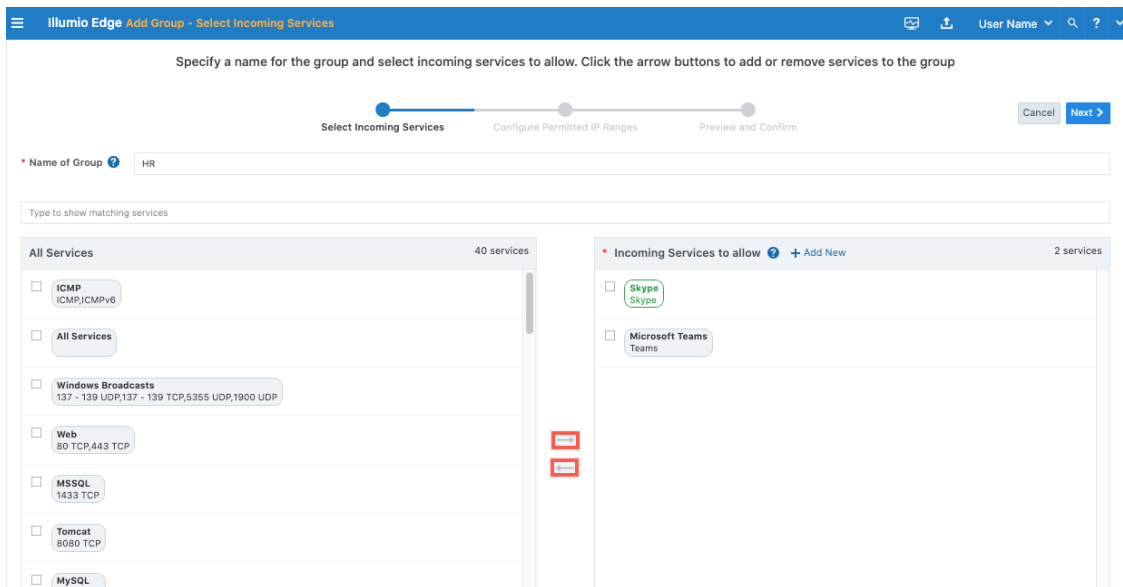 Illumio Edge Add Group - Select Incoming Services
User Name
?
Specify a name for the group and select incoming services to allow. Click the arrow buttons to add or remove services to the group
Select Incoming Services
Configure Permitted IP Ranges
Preview and Confirm
Cancel
Next
* Name of Group ?
HR
Type to show matching services
All Services
40 services
ICMP
ICMP,ICMPv6
All Services
Windows Broadcasts
137 - 139 UDP,137 - 139 TCP,5355 UDP,1900 UDP
Web
80 TCP,443 TCP
MSSQL
1433 TCP
Tomcat
8080 TCP
MySQL
* Incoming Services to allow ? + Add New
2 services
Skype
Skype
Microsoft Teams
Teams